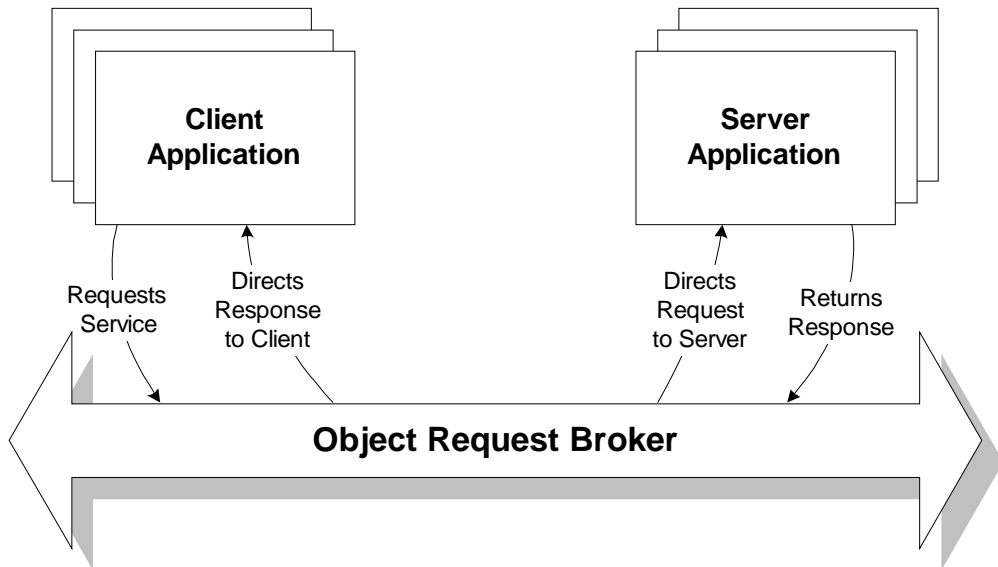 Client
Application
Server
Application
Requests
Service
Directs
Response
to Client
Directs
Request
to Server
Returns
Response
Object Request Broker